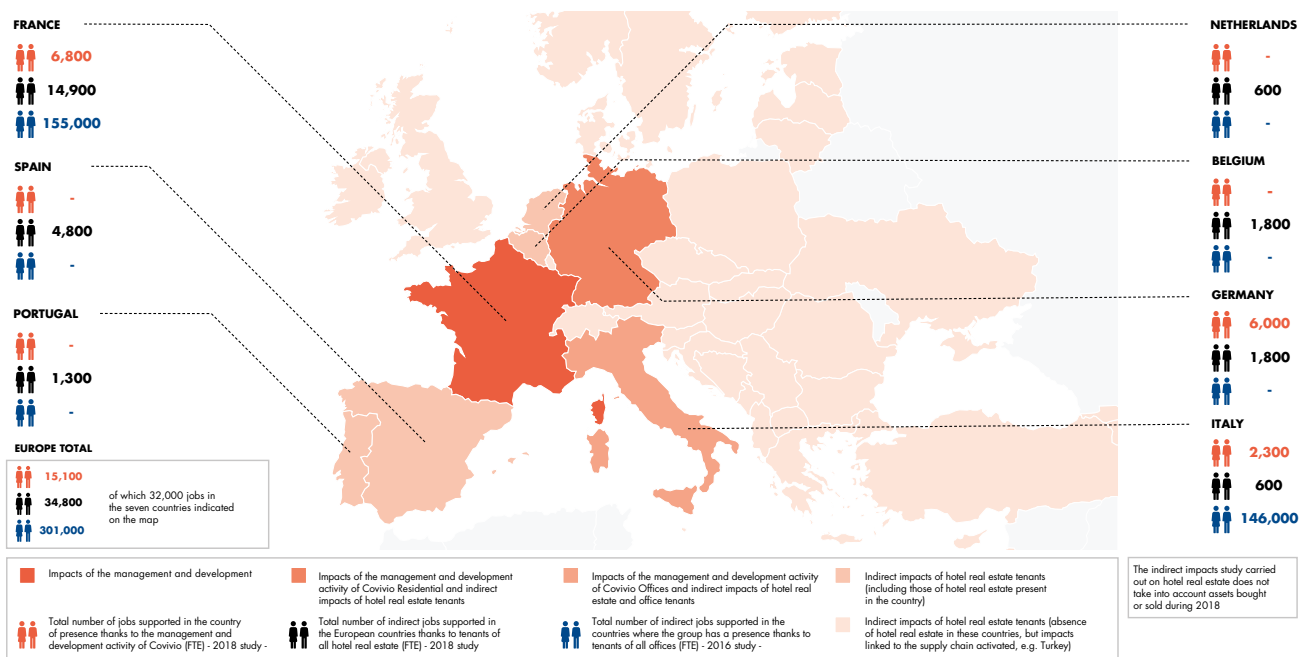 FRANCE
6,800
14,900
155,000
SPAIN
-
4,800
-
PORTUGAL
-
1,300
-
EUROPE TOTAL
15,100
34,800
301,000
of which 32,000 jobs in
the seven countries indicated
on the map
NETHERLANDS
-
600
-
BELGIUM
-
1,800
-
GERMANY
6,000
1,800
-
ITALY
2,300
600
146,000
Impacts of the management and development
Impacts of the management and development
activity of Covivio Residential and indirect
impacts of hotel real estate tenants
Impacts of the management and development activity
of Covivio Offices and indirect impacts of hotel real
estate and office tenants
Indirect impacts of hotel real estate tenants
(including those of hotel real estate present
in the country)
Total number of jobs supported in the country
of presence thanks to the management and
development activity of Covivio (FTE) - 2018 study -
Total number of indirect jobs supported in
the European countries thanks to tenants of
all hotel real estate (FTE) - 2018 study
Total number of indirect jobs supported in the
countries where the group has a presence thanks to
tenants of all offices (FTE) - 2016 study -
Indirect impacts of hotel real estate tenants (absence
of hotel real estate in these countries, but impacts
linked to the supply chain activated, e.g. Turkey)
The indirect impacts study carried
out on hotel real estate does not
take into account assets bought
or sold during 2018